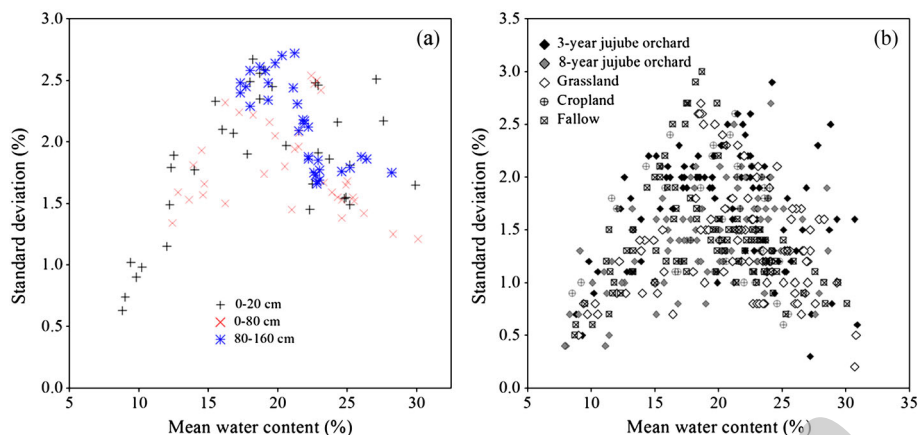 3.0
(a)
2.5
2.0
1.5
1.0
0.5
0.0
Standard deviation (%)
0-20 cm
0-80 cm
80-160 cm
5
10
15
20
25
30
Mean water content (%)
3.5
(b)
3.0
2.5
2.0
1.5
1.0
0.5
0.0
Standard deviation (%)
3-year jujube orchard
8-year jujube orchard
Grassland
Cropland
Fallow
5
10
15
20
25
30
35
Mean water content (%)